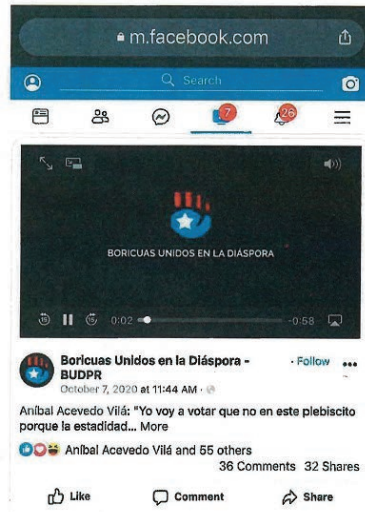 m.facebook.com
Search
7
26
BORICUAS UNIDOS EN LA DIÁSPORA
15
15
0:02
-0:58
Boricuas Unidos en la Diáspora - · Follow
BUDPR
October 7, 2020 at 11:44 AM ·
Aníbal Acevedo Vilá: "Yo voy a votar que no en este plebiscito
porque la estadidad... More
Aníbal Acevedo Vilá and 55 others
36 Comments 32 Shares
Like Comment Share